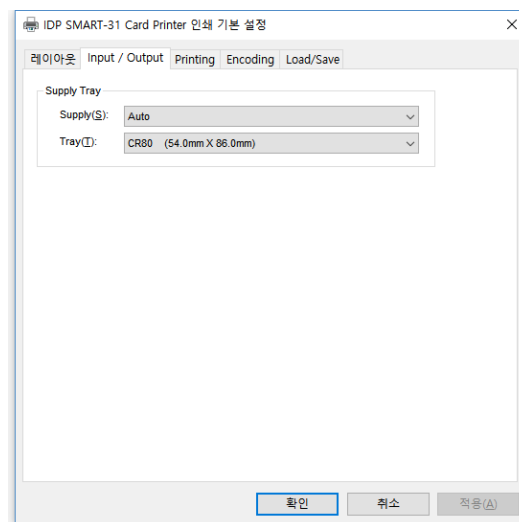 IDP SMART-31 Card Printer 인쇄 기본 설정
레이아웃 Input / Output Printing Encoding Load/Save
Supply Tray
Supply(S): Auto
Tray(T): CR80 (54.0mm X 86.0mm)
확인 취소 적용(A)